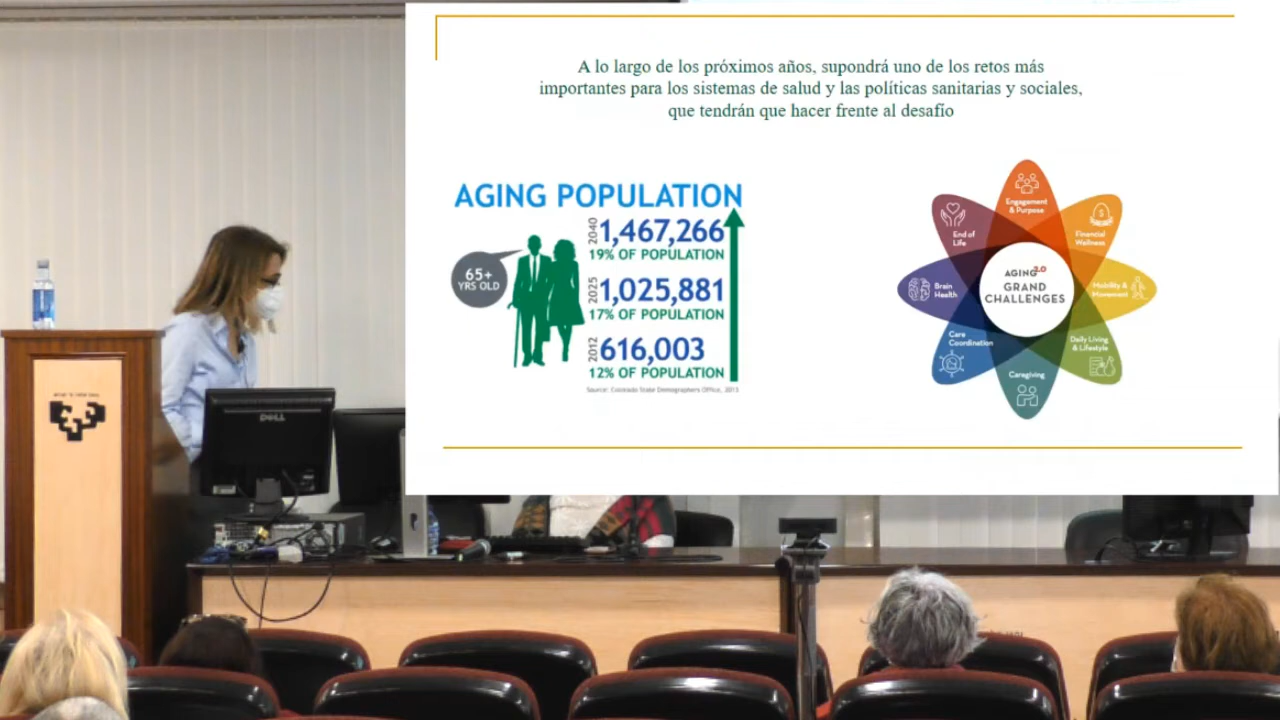 A lo largo de los próximos años, supondrá uno de los retos más
importantes para los sistemas de salud y las políticas sanitarias y sociales,
que tendrán que hacer frente al desafío
AGING POPULATION
65+
YRS OLD
2040
1,467,266
19% OF POPULATION
2025
1,025,881
17% OF POPULATION
2012
616,003
12% OF POPULATION
Source: Colorado State Demographers Office, 2013
Engagement
& Purpose
Financial
Wellness
Mobility &
Movement
Daily Living
& Lifestyle
Caregiving
Care
Coordination
Brain
Health
End of
Life
AGING2.0
GRAND
CHALLENGES
DELL